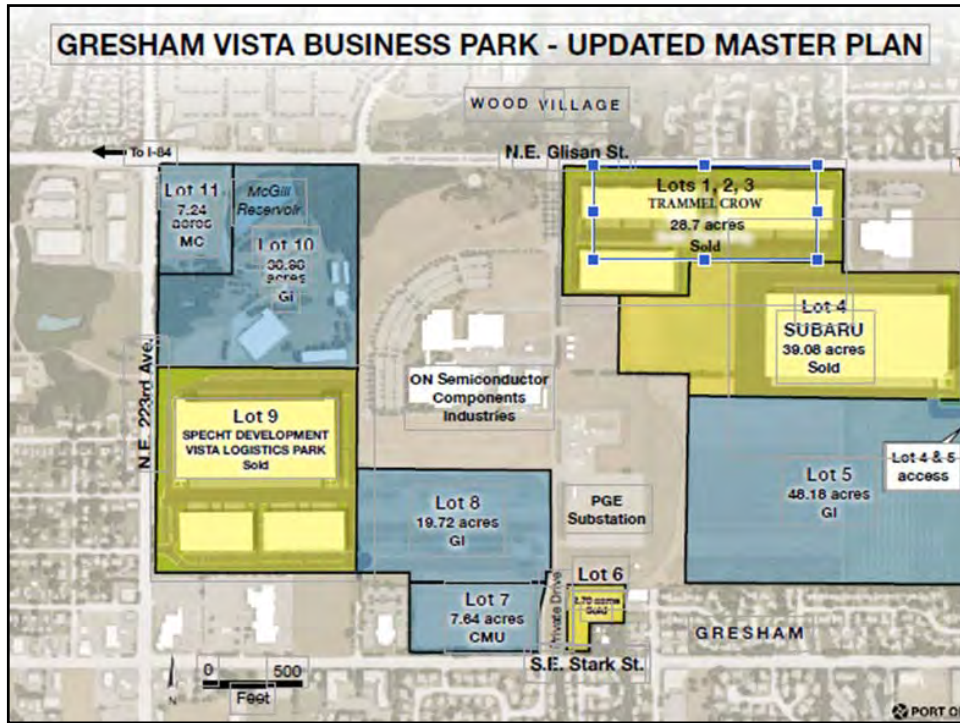 GRESHAM VISTA BUSINESS PARK - UPDATED MASTER PLAN
WOOD VILLAGE
To I-84
N.E. Glisan St.
Lot 11
7.24
acres
MC
McGill
Reservoir
Lot 10
acres
GI
Lots 1, 2, 3
TRAMMEL CROW
28.7 acres
Sold
Lot 4
SUBARU
39.08 acres
Sold
N.E. 223rd Ave.
ON Semiconductor
Components
Industries
Lot 9
SPECHT DEVELOPMENT
VISTA LOGISTICS PARK
Sold
Lot 4 & 5
access
Lot 5
48.18 acres
GI
Lot 8
19.72 acres
GI
PGE
Substation
Lot 6
acres
Sold
Private Drive
Lot 7
7.64 acres
CMU
GRESHAM
S.E. Stark St.
0 500
Feet
N
PORT